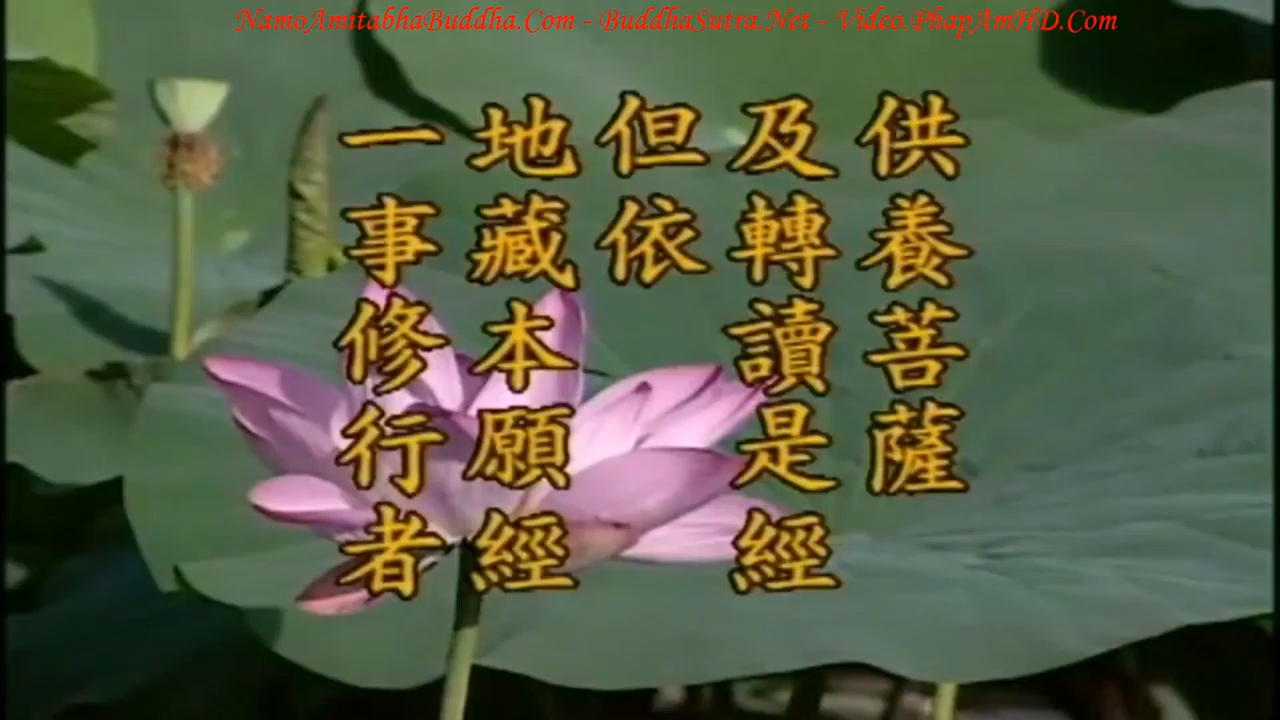 NamoAmitabhaBuddha.Com - BuddhaSutra.Net - Video.PhapAmHD.Com
供養菩薩
及轉讀是經
但依
地藏本願經
一事修行者